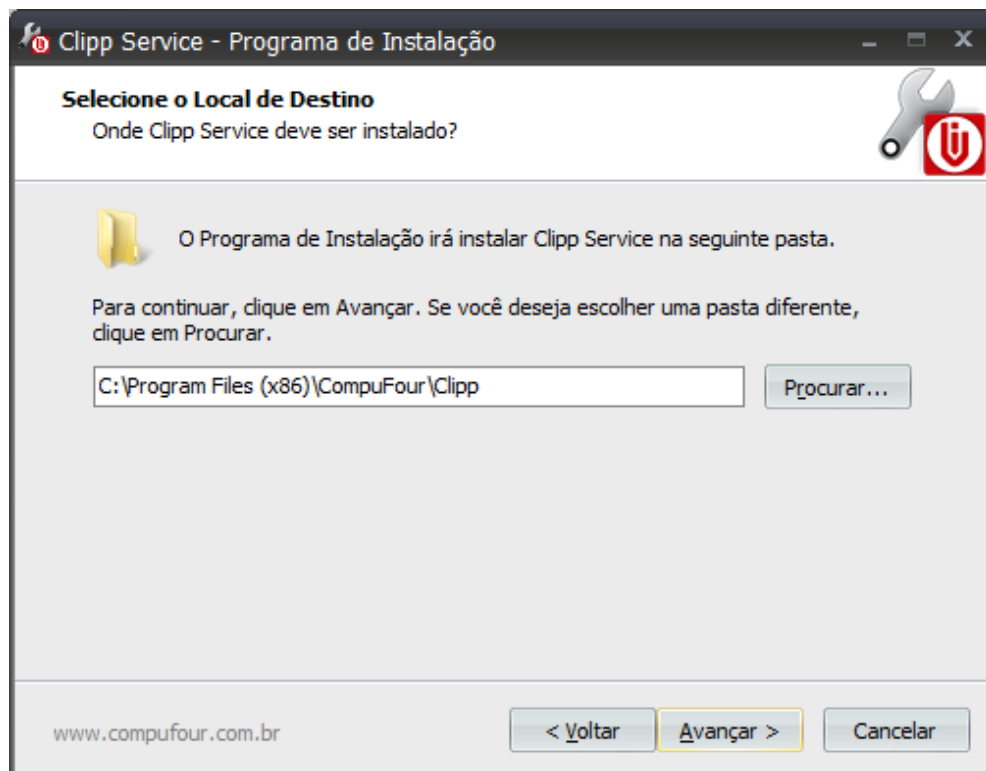 Clipp Service - Programa de Instalação
Selecione o Local de Destino
Onde Clipp Service deve ser instalado?
O Programa de Instalação irá instalar Clipp Service na seguinte pasta.
Para continuar, clique em Avançar. Se você deseja escolher uma pasta diferente,
clique em Procurar.
C:\Program Files (x86)\CompuFour\Clipp
Procurar...
www.compufour.com.br
< Voltar
Avançar >
Cancelar